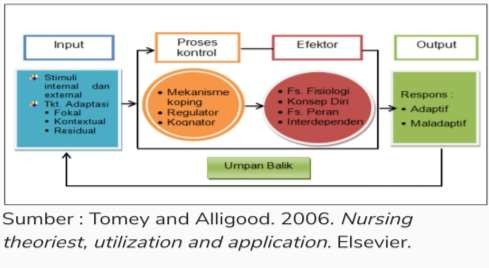 Input
Proses
kontrol
Efektor
Output
Stimuli
internal dan
external
Tkt. Adaptasi
• Fokal
• Kontextual
• Residual
• Mekanisme
koping
• Regulator
• Kognator
• Fs. Fisiologi
• Konsep Diri
• Fs. Peran
• Interdependen
Respons :
• Adaptif
• Maladaptif
Umpan Balik
Sumber : Tomey and Alligood. 2006. Nursing
theoriest, utilization and application. Elsevier.